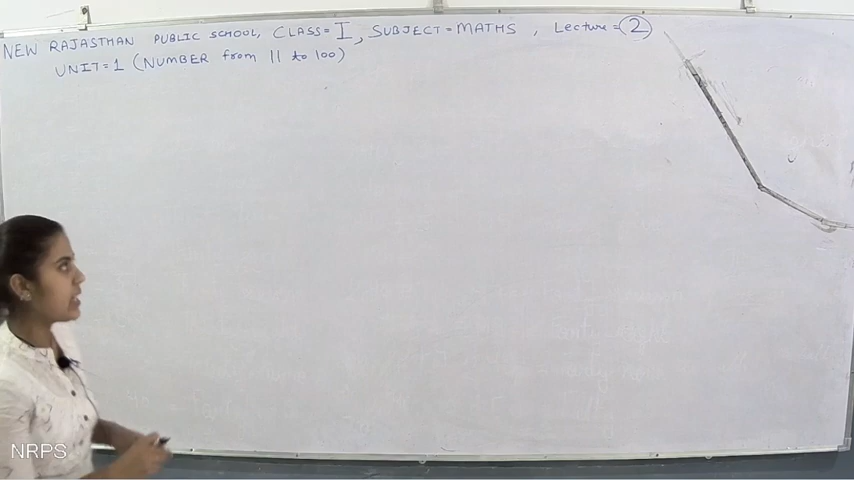 NEW RAJASTHAN PUBLIC SCHOOL, CLASS=I, SUBJECT=MATHS, Lecture=2
UNIT=1 (NUMBER from 11 to 100)
NRPS